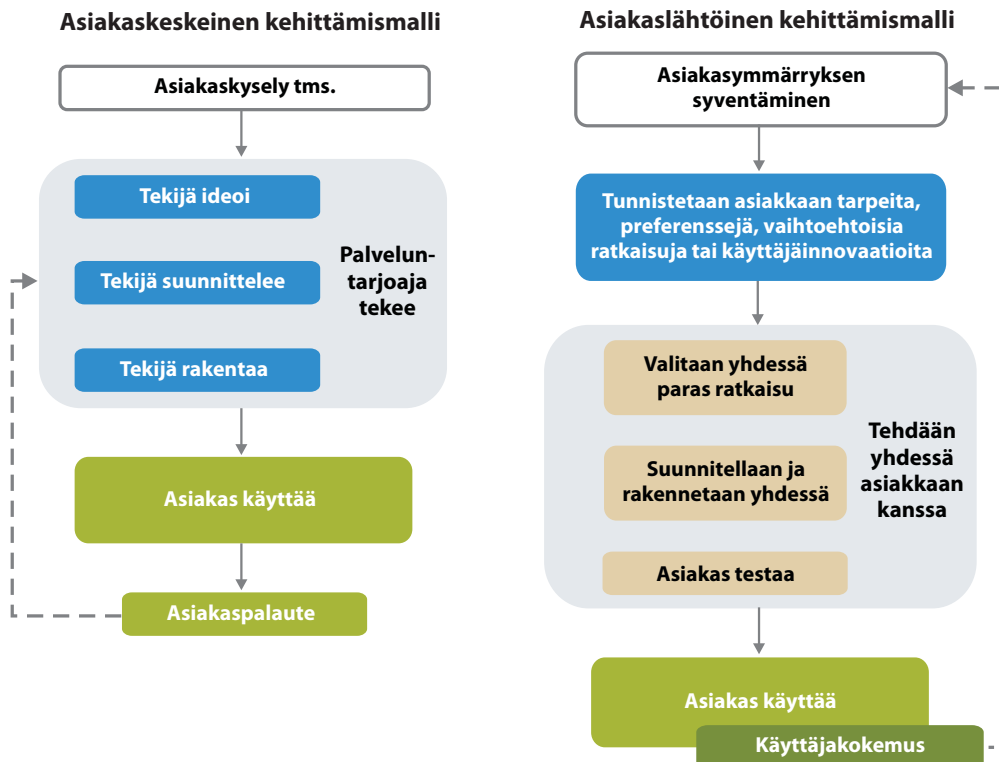 Asiakaskeskeinen kehittämismalli
Asiakaskysely tms.
Tekijä ideoi
Tekijä suunnittelee
Tekijä rakentaa
Palvelun-
tarjoaja
tekee
Asiakas käyttää
Asiakaspalaute
Asiakaslähtöinen kehittämismalli
Asiakasymmärryksen
syventäminen
Tunnistetaan asiakkaan tarpeita,
preferenssejä, vaihtoehtoisia
ratkaisuja tai käyttäjäinnovaatioita
Valitaan yhdessä
paras ratkaisu
Suunnitellaan ja
rakennetaan yhdessä
Asiakas testaa
Tehdään
yhdessä
asiakkaan
kanssa
Asiakas käyttää
Käyttäjakokemus